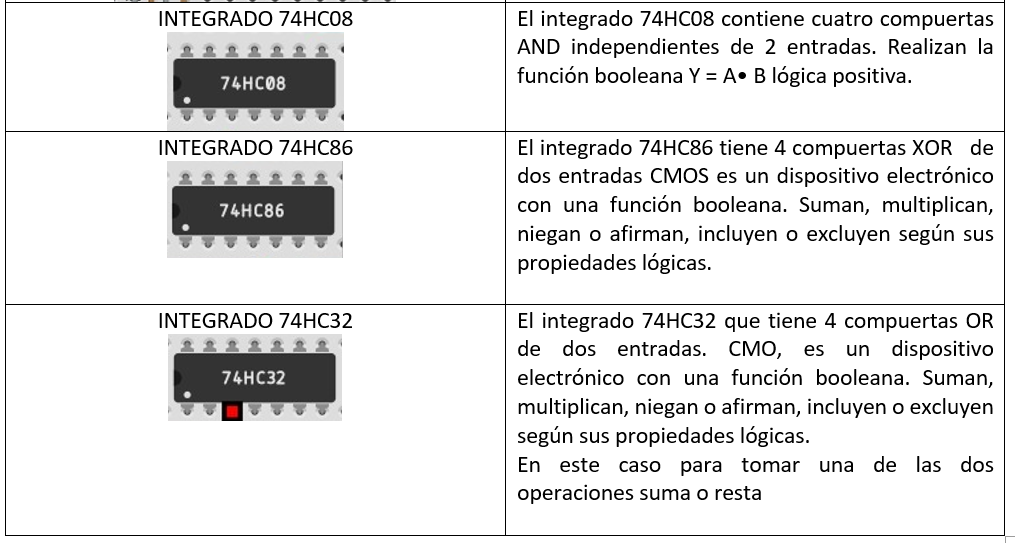 INTEGRADO 74HC08
74HC08
El integrado 74HC08 contiene cuatro compuertas
AND independientes de 2 entradas. Realizan la
función booleana Y = A• B lógica positiva.
INTEGRADO 74HC86
74HC86
El integrado 74HC86 tiene 4 compuertas XOR de
dos entradas CMOS es un dispositivo electrónico
con una función booleana. Suman, multiplican,
niegan o afirman, incluyen o excluyen según sus
propiedades lógicas.
INTEGRADO 74HC32
74HC32
El integrado 74HC32 que tiene 4 compuertas OR
de dos entradas. CMO, es un dispositivo
electrónico con una función booleana. Suman,
multiplican, niegan o afirman, incluyen o excluyen
según sus propiedades lógicas.
En este caso para tomar una de las dos
operaciones suma o resta